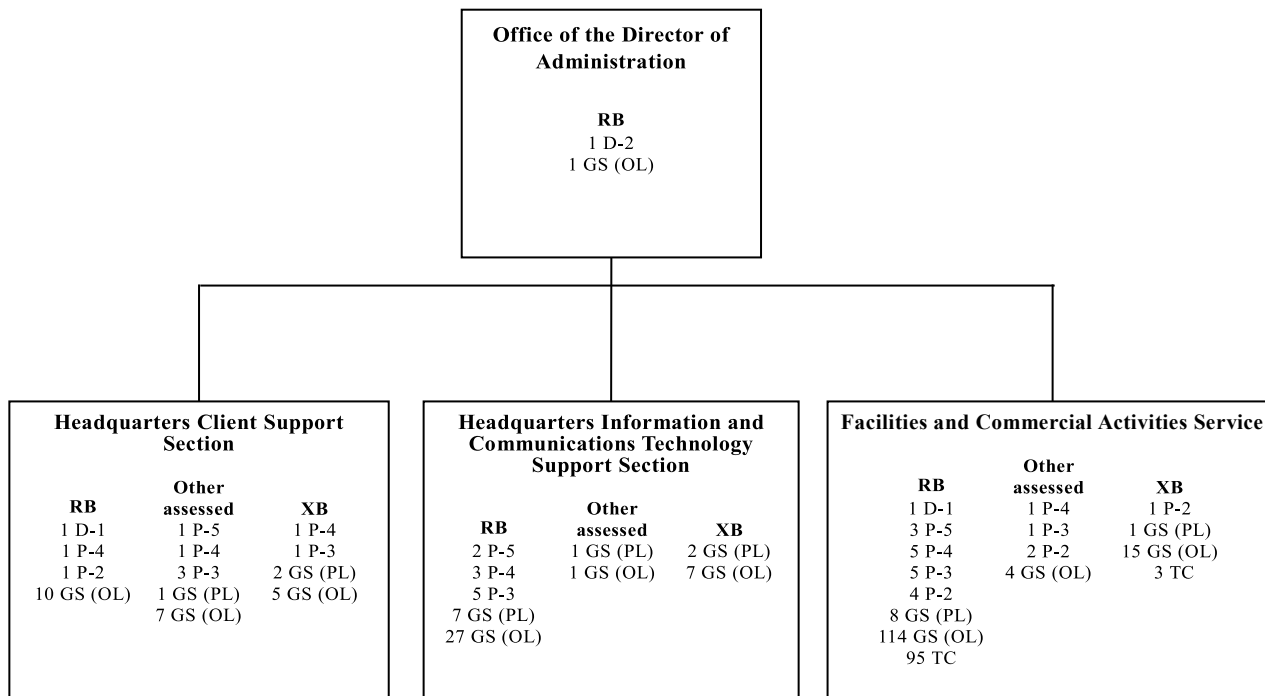 Office of the Director of
Administration
RB
1 D-2
1 GS (OL)
Headquarters Client Support
Section
RB
1 D-1
1 P-4
1 P-2
10 GS (OL)
Other
assessed
1 P-5
1 P-4
3 P-3
1 GS (PL)
7 GS (OL)
XB
1 P-4
1 P-3
2 GS (PL)
5 GS (OL)
Headquarters Information and
Communications Technology
Support Section
RB
2 P-5
3 P-4
5 P-3
7 GS (PL)
27 GS (OL)
Other
assessed
1 GS (PL)
1 GS (OL)
XB
2 GS (PL)
7 GS (OL)
Facilities and Commercial Activities Service
RB
1 D-1
3 P-5
5 P-4
5 P-3
4 P-2
8 GS (PL)
114 GS (OL)
95 TC
Other
assessed
1 P-4
1 P-3
2 P-2
4 GS (OL)
XB
1 P-2
1 GS (PL)
15 GS (OL)
3 TC